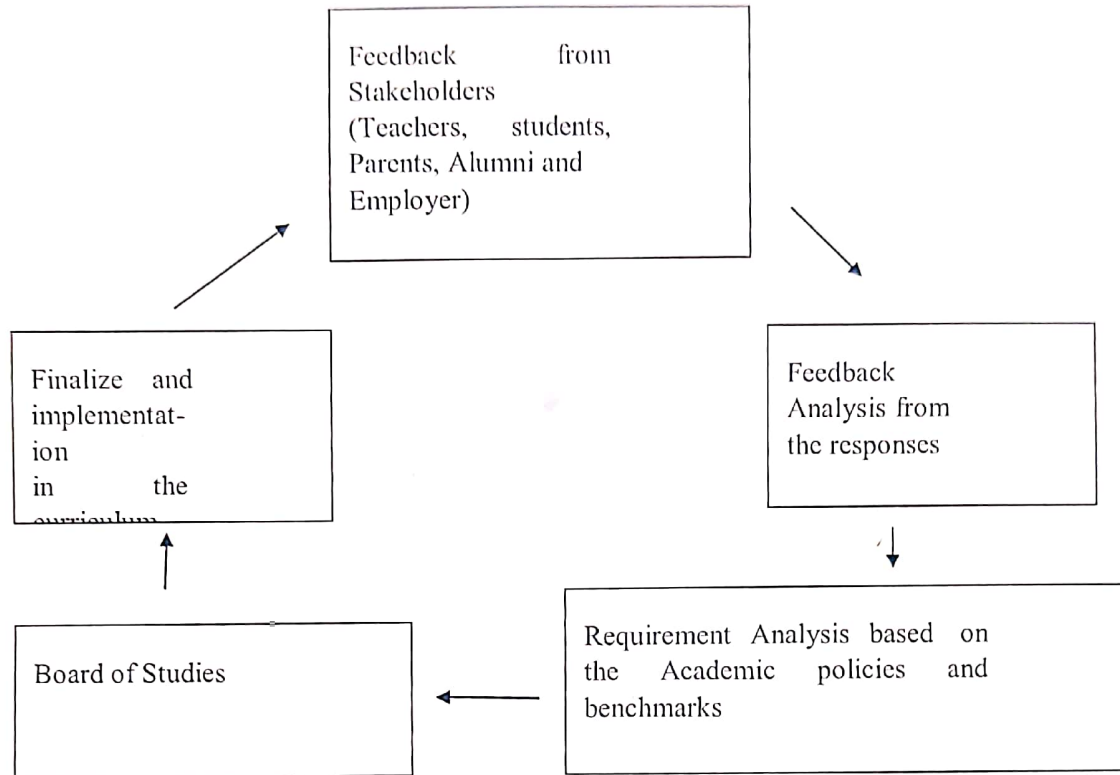 Feedback from
Stakeholders
(Teachers, students,
Parents, Alumni and
Employer)
Feedback
Analysis from
the responses
Requirement Analysis based on
the Academic policies and
benchmarks
Board of Studies
Finalize and
implementat-
ion
in the
curriculum